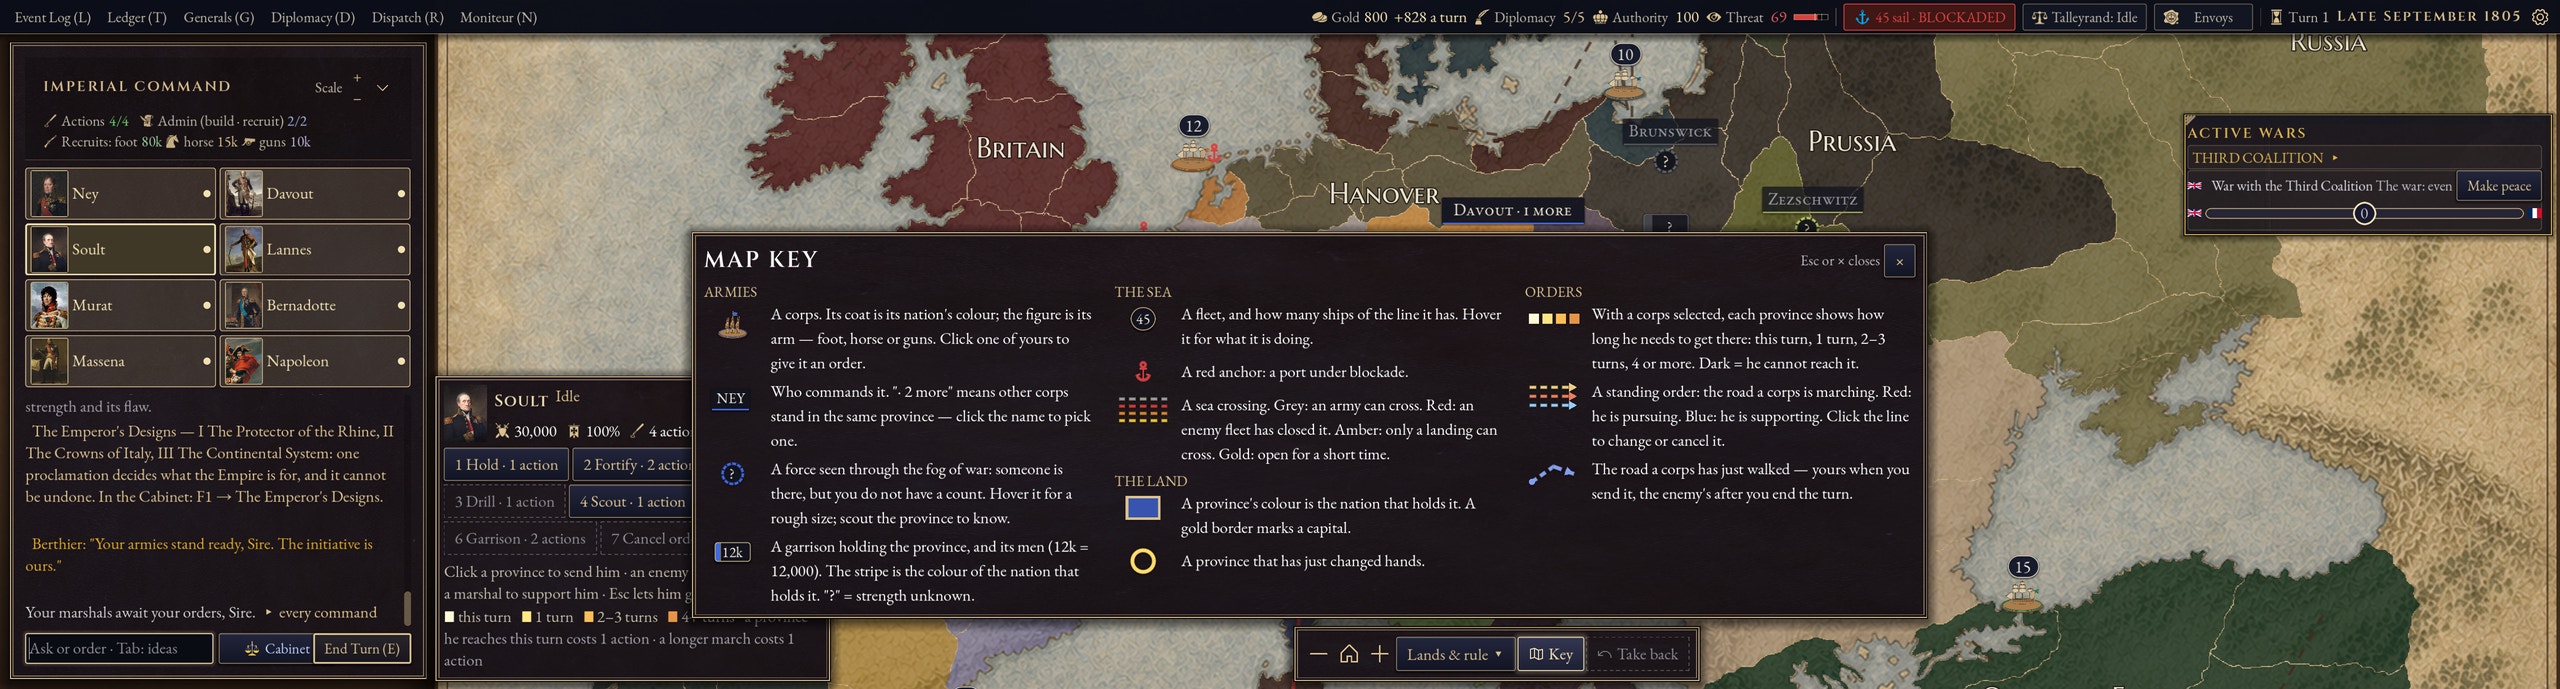 Event Log (L) Ledger (T) Generals (G) Diplomacy (D) Dispatch (R) Moniteur (N)
Gold 800 +828 a turn Diplomacy 5/5 Authority 100 Threat 69 45 sail · BLOCKADED Talleyrand: Idle Envoys Turn 1 LATE SEPTEMBER 1805
IMPERIAL COMMAND
Scale + −
Actions 4/4 Admin (build · recruit) 2/2
Recruits: foot 80k horse 15k guns 10k
Ney Davout
Soult Lannes
Murat Bernadotte
Massena Napoleon
strength and its flaw.
The Emperor's Designs — I The Protector of the Rhine, II
The Crowns of Italy, III The Continental System: one
proclamation decides what the Empire is for, and it cannot
be undone. In the Cabinet: F1 → The Emperor's Designs.
Berthier: "Your armies stand ready, Sire. The initiative is
ours."
Your marshals await your orders, Sire. ▸ every command
Ask or order · Tab: ideas Cabinet End Turn (E)
BRITAIN
12
10
HANOVER
BRUNSWICK
?
PRUSSIA
RUSSIA
ZEZSCHWITZ
?
DAVOUT · 1 MORE
?
15
ACTIVE WARS
THIRD COALITION ▸
War with the Third Coalition The war: even Make peace
0
SOULT Idle
30,000 100% 4 actio
1 Hold · 1 action 2 Fortify · 2 action
3 Drill · 1 action 4 Scout · 1 action
6 Garrison · 2 actions 7 Cancel ord
Click a province to send him · an enemy
a marshal to support him · Esc lets him g
this turn 1 turn 2–3 turns 4+ turns · a province
he reaches this turn costs 1 action · a longer march costs 1
action
MAP KEY
Esc or × closes ×
ARMIES
A corps. Its coat is its nation's colour; the figure is its
arm — foot, horse or guns. Click one of yours to
give it an order.
NEY
Who commands it. "· 2 more" means other corps
stand in the same province — click the name to pick
one.
?
A force seen through the fog of war: someone is
there, but you do not have a count. Hover it for a
rough size; scout the province to know.
12k
A garrison holding the province, and its men (12k =
12,000). The stripe is the colour of the nation that
holds it. "?" = strength unknown.
THE SEA
45
A fleet, and how many ships of the line it has. Hover
it for what it is doing.
A red anchor: a port under blockade.
A sea crossing. Grey: an army can cross. Red: an
enemy fleet has closed it. Amber: only a landing can
cross. Gold: open for a short time.
THE LAND
A province's colour is the nation that holds it. A
gold border marks a capital.
A province that has just changed hands.
ORDERS
With a corps selected, each province shows how
long he needs to get there: this turn, 1 turn, 2–3
turns, 4 or more. Dark = he cannot reach it.
A standing order: the road a corps is marching. Red:
he is pursuing. Blue: he is supporting. Click the line
to change or cancel it.
The road a corps has just walked — yours when you
send it, the enemy's after you end the turn.
Lands & rule ▾ Key Take back